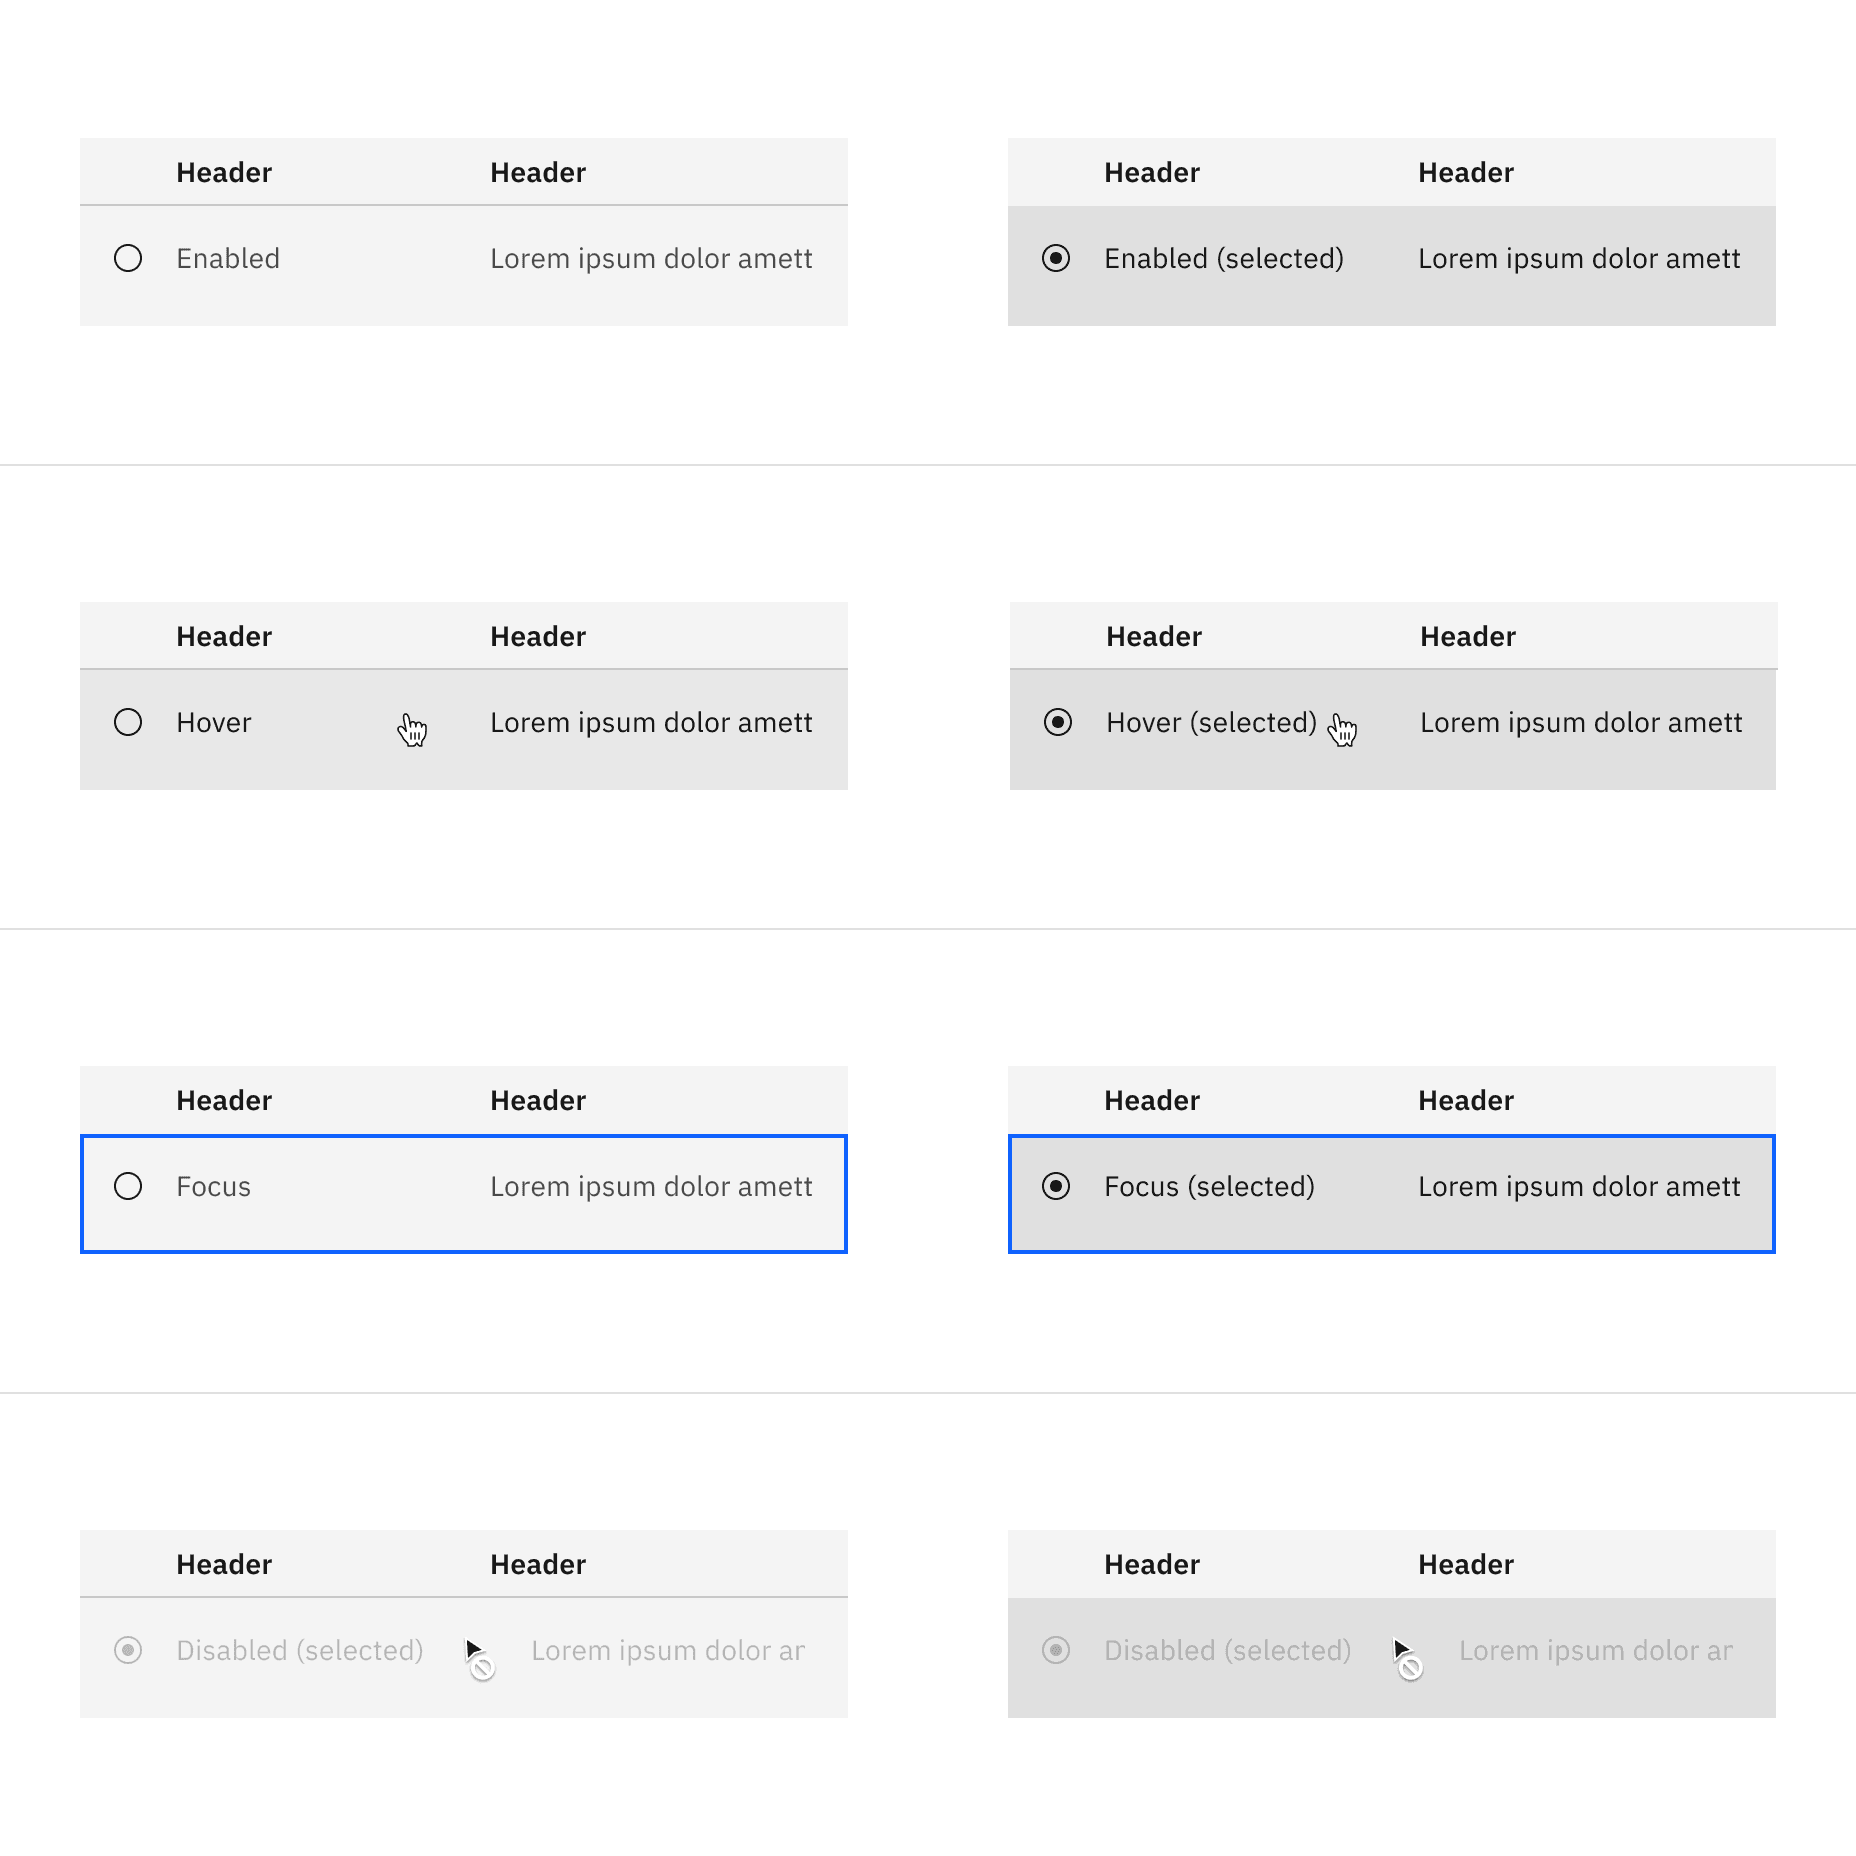 Header Header
Enabled Lorem ipsum dolor amett
Header Header
Enabled (selected) Lorem ipsum dolor amett
Header Header
Hover Lorem ipsum dolor amett
Header Header
Hover (selected) Lorem ipsum dolor amett
Header Header
Focus Lorem ipsum dolor amett
Header Header
Focus (selected) Lorem ipsum dolor amett
Header Header
Disabled (selected) Lorem ipsum dolor ar
Header Header
Disabled (selected) Lorem ipsum dolor ar